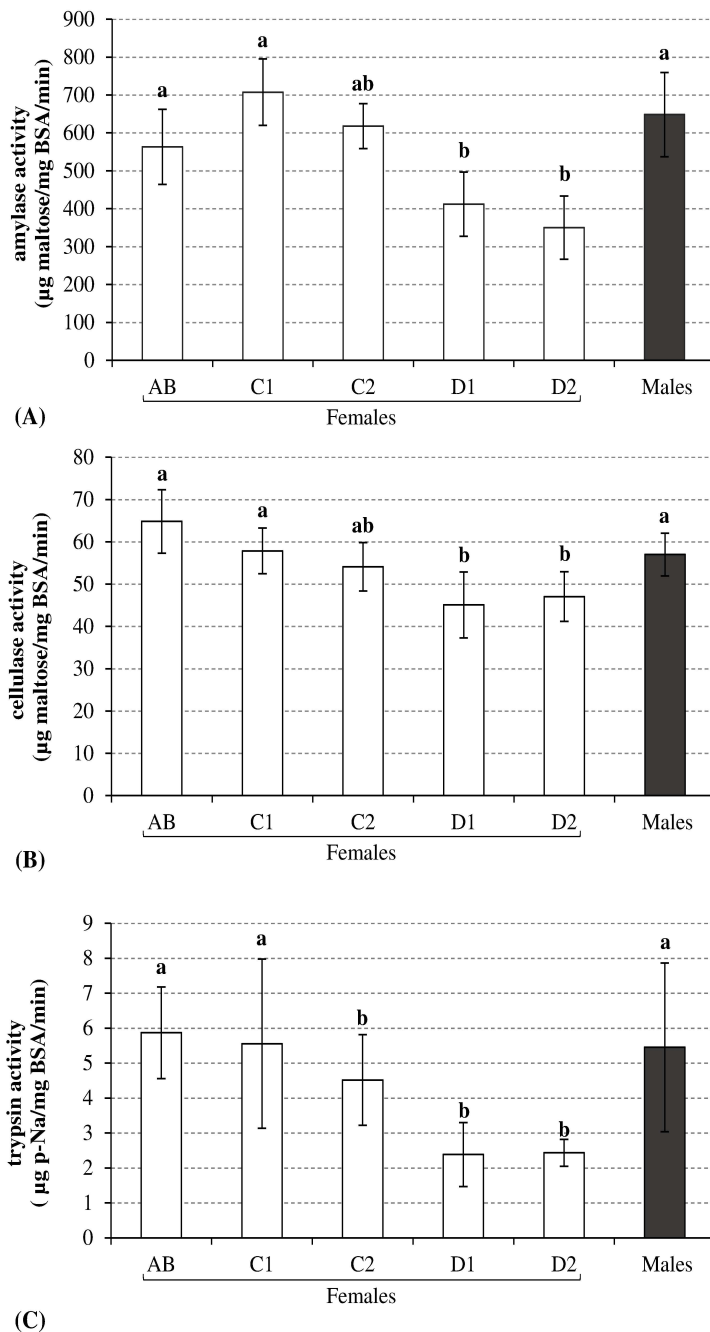 amylase activity
(µg maltose/mg BSA/min)
900
800
700
600
500
400
300
200
100
0
a
a
ab
b
b
a
AB C1 C2 D1 D2 Males
Females
(A)
cellulase activity
(µg maltose/mg BSA/min)
80
70
60
50
40
30
20
10
0
a
a
ab
b
b
a
AB C1 C2 D1 D2 Males
Females
(B)
trypsin activity
( µg p-Na/mg BSA/min)
9
8
7
6
5
4
3
2
1
0
a
a
b
b
b
a
AB C1 C2 D1 D2 Males
Females
(C)